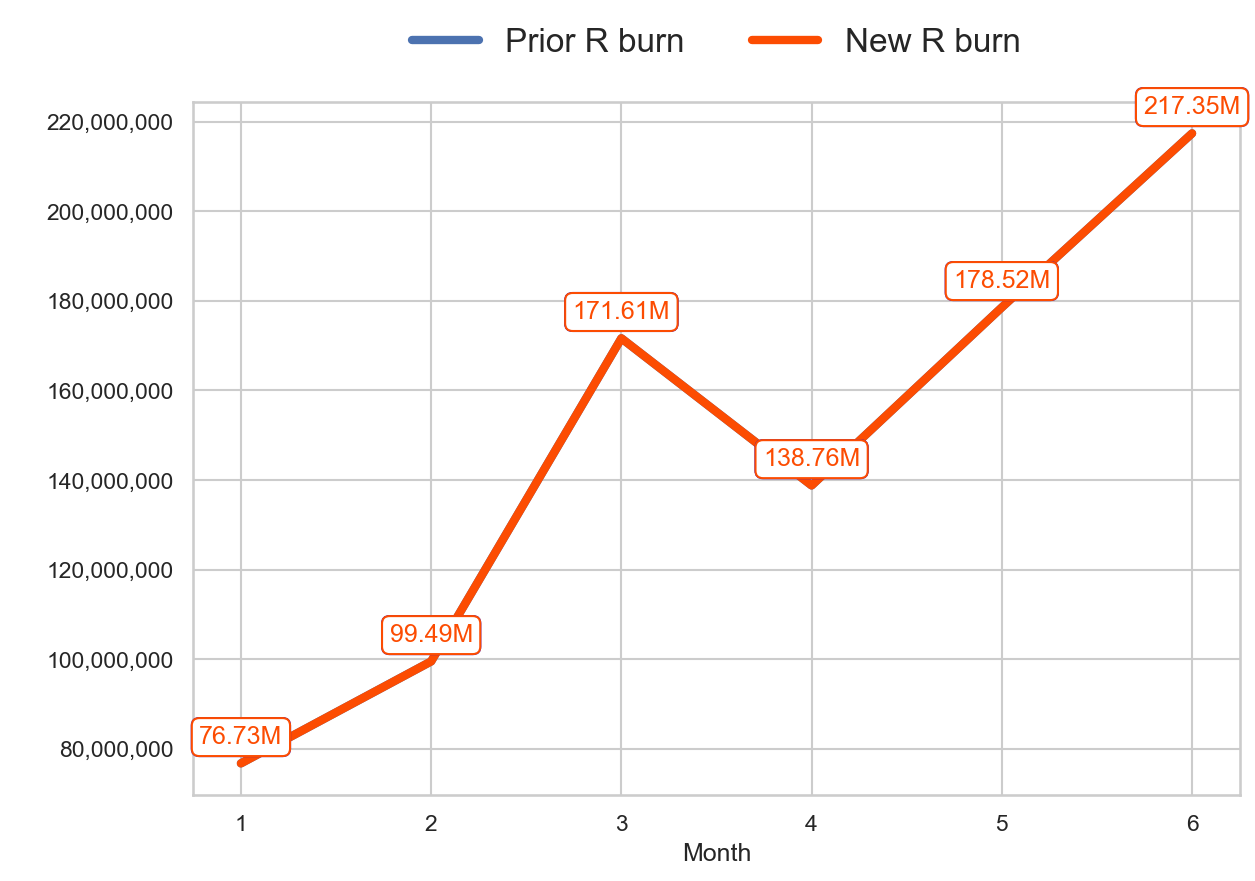 Prior R burn New R burn
217.35M
220,000,000
200,000,000
178.52M
180,000,000
171.61M
160,000,000
138.76M
140,000,000
120,000,000
99.49M
100,000,000
76.73M
80,000,000
1 2 3 4 5 6
Month